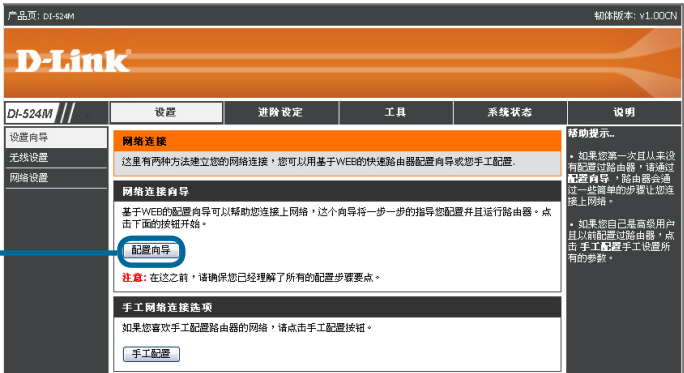 产品页: DI-524M
韧体版本: v1.00CN
D-Link®
DI-524M
设置
进阶设定
工具
系统状态
说明
设置向导
无线设置
网络设置
网络连接
这里有两种方法建立您的网络连接，您可以用基于WEB的快速路由器配置向导或您手工配置.
网络连接向导
基于WEB的配置向导可以帮助您连接上网络，这个向导将一步一步的指导您配置并且运行路由器。点
击下面的按钮开始。
配置向导
注意: 在这之前，请确保您已经理解了所有的配置步骤要点。
手工网络连接选项
如果您喜欢手工配置路由器的网络，请点击手工配置按钮。
手工配置
帮助提示..
• 如果您第一次且从来没
有配置过路由器，请通过
配置向导，路由器会通
过一些简单的步骤让您连
接上网络。
• 如果您自己是高级用户
且以前配置过路由器，点
击 手工配置手工设置所
有的参数。